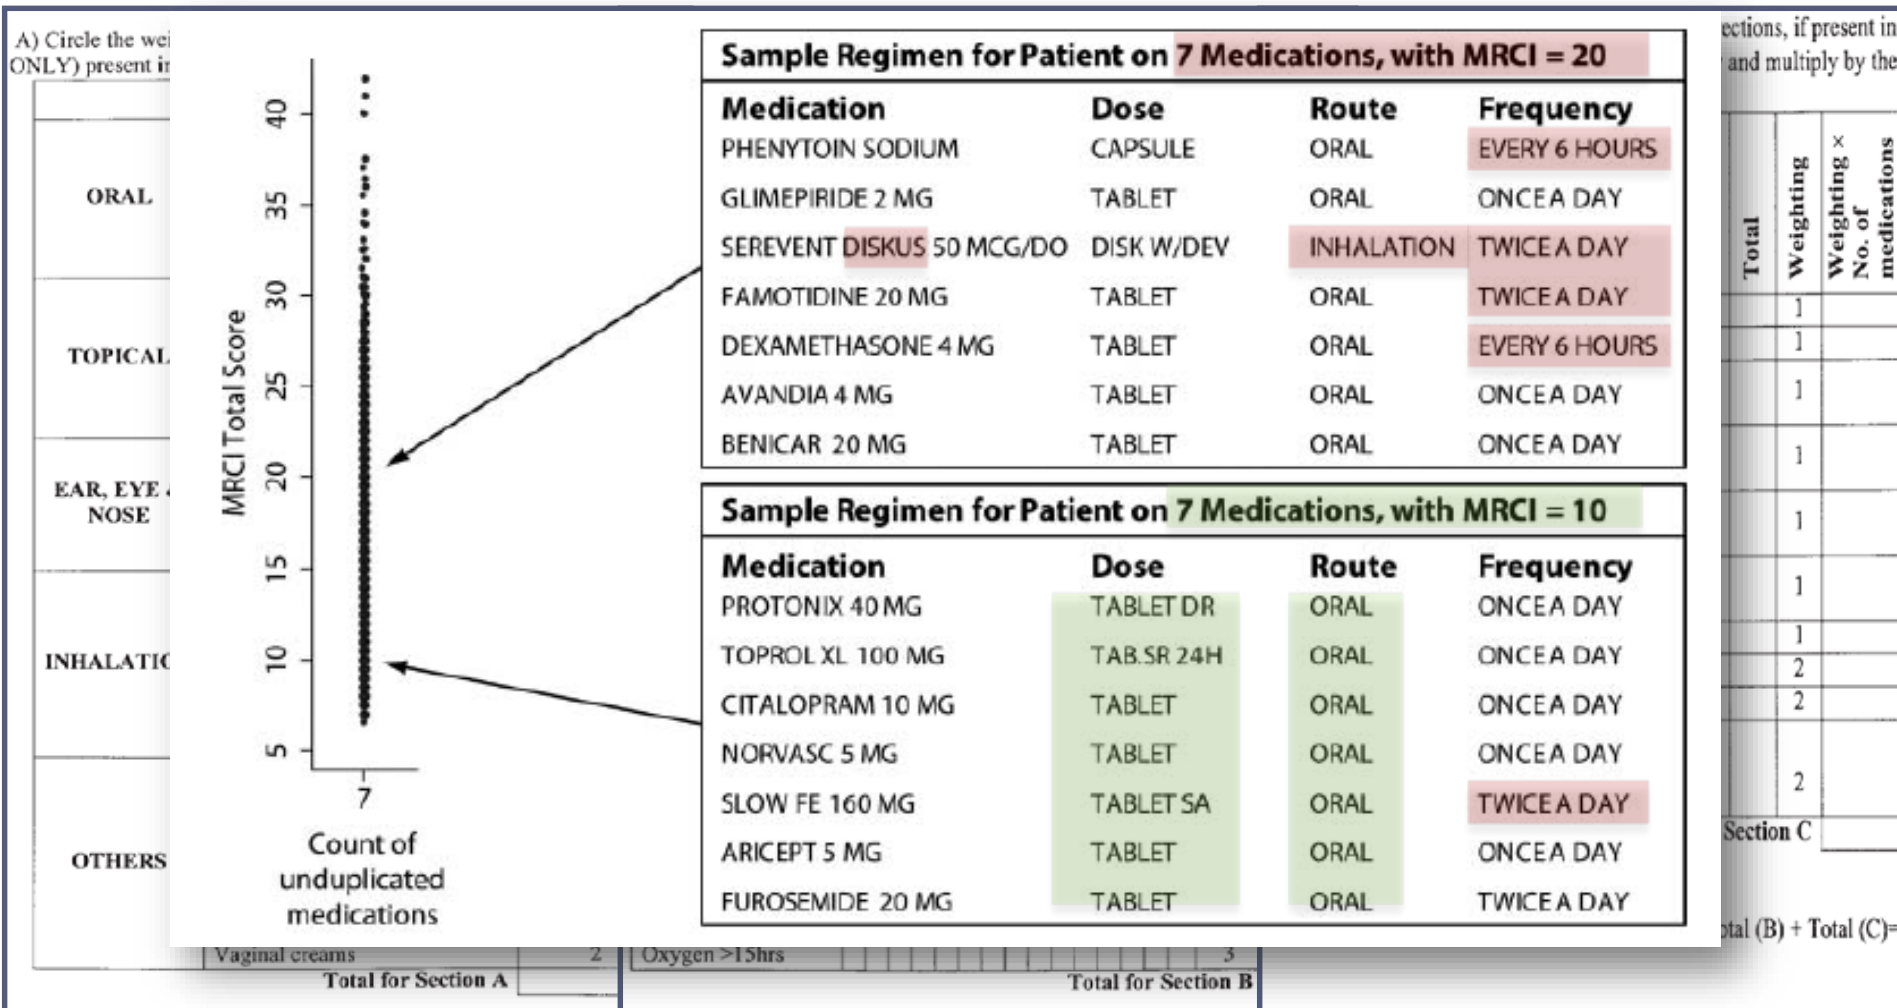 A) Circle the wei
ONLY) present in
ORAL
TOPICAL
EAR, EYE
NOSE
INHALATIO
OTHERS
Vaginal creams 2
Total for Section A
Oxygen >15hrs 3
Total for Section B
MRCI Total Score
40
35
30
25
20
15
10
5
7
Count of
unduplicated
medications
Sample Regimen for Patient on 7 Medications, with MRCI = 20
Medication Dose Route Frequency
PHENYTOIN SODIUM CAPSULE ORAL EVERY 6 HOURS
GLIMEPIRIDE 2 MG TABLET ORAL ONCE A DAY
SEREVENT DISKUS 50 MCG/DO DISK W/DEV INHALATION TWICE A DAY
FAMOTIDINE 20 MG TABLET ORAL TWICE A DAY
DEXAMETHASONE 4 MG TABLET ORAL EVERY 6 HOURS
AVANDIA 4 MG TABLET ORAL ONCE A DAY
BENICAR 20 MG TABLET ORAL ONCE A DAY
Sample Regimen for Patient on 7 Medications, with MRCI = 10
Medication Dose Route Frequency
PROTONIX 40 MG TABLET DR ORAL ONCE A DAY
TOPROL XL 100 MG TAB.SR 24H ORAL ONCE A DAY
CITALOPRAM 10 MG TABLET ORAL ONCE A DAY
NORVASC 5 MG TABLET ORAL ONCE A DAY
SLOW FE 160 MG TABLET SA ORAL TWICE A DAY
ARICEPT 5 MG TABLET ORAL ONCE A DAY
FUROSEMIDE 20 MG TABLET ORAL TWICE A DAY
ections, if present in
and multiply by the
Total
Weighting
Weighting ×
No. of
medications
1
1
1
1
1
1
1
2
2
2
Section C
otal (B) + Total (C)=